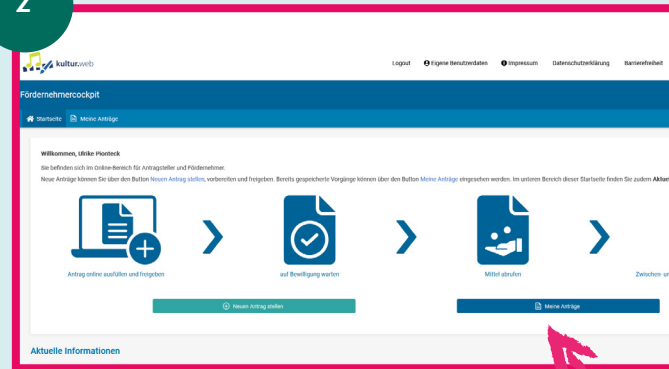 2
kultur.web
Logout Eigene Benutzerdaten Impressum Datenschutzerklärung Barrierefreiheit
Fördernehmercockpit
Startseite Meine Anträge
Willkommen, Ulrike Pionteck
Sie befinden sich im Online-Bereich für Antragsteller und Fördernehmer.
Neue Anträge können Sie über den Button Neuen Antrag stellen, vorbereiten und freigeben. Bereits gespeicherte Vorgänge können über den Button Meine Anträge eingesehen werden. Im unteren Bereich dieser Startseite finden Sie zudem
Antrag online ausfüllen und freigeben auf Bewilligung warten Mittel abrufen Zwischen-
Neuen Antrag stellen Meine Anträge
Aktuelle Informationen